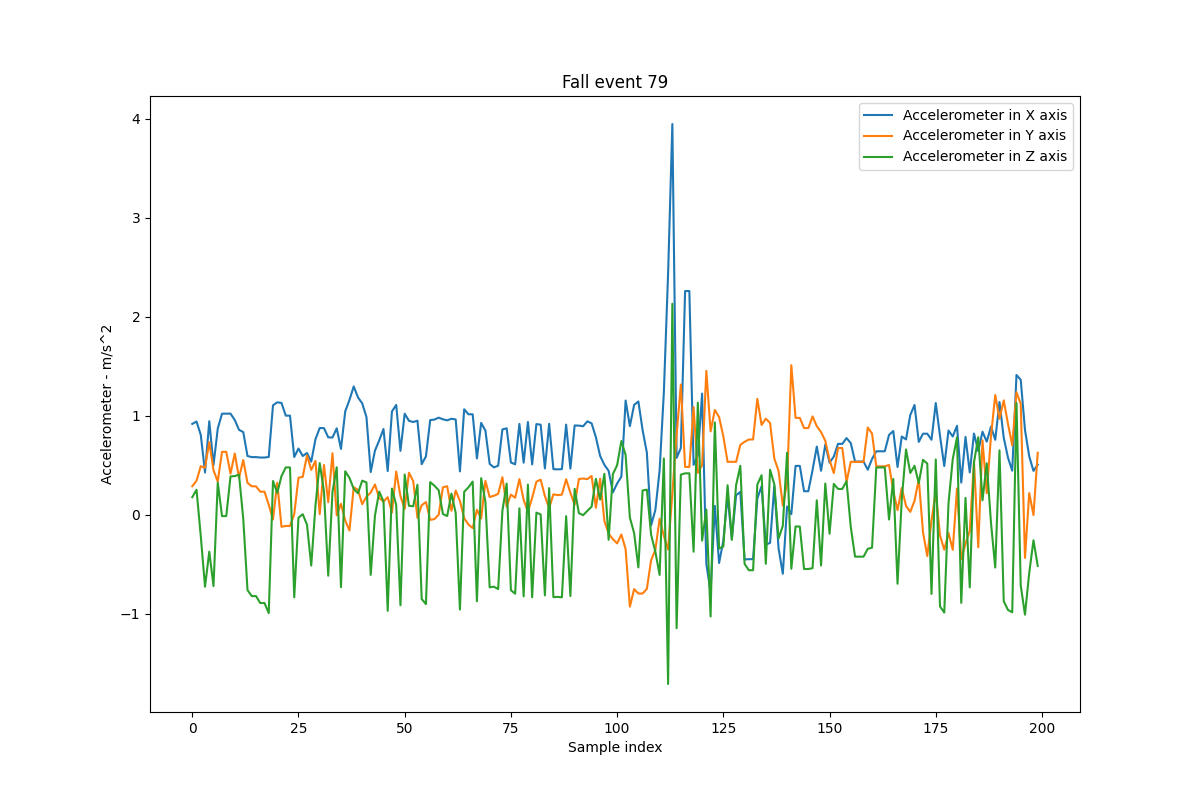 Fall event 79
Accelerometer in X axis
Accelerometer in Y axis
Accelerometer in Z axis
Accelerometer - m/s^2
4
3
2
1
0
−1
0 25 50 75 100 125 150 175 200
Sample index